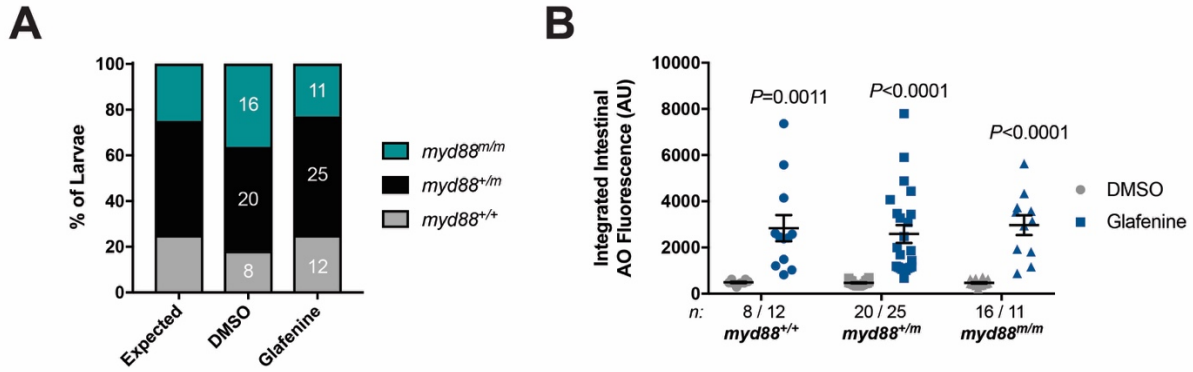 A
% of Larvae
100
80
60
40
20
0
16
20
8
11
25
12
Expected
DMSO
Glafenine
myd88m/m
myd88+/m
myd88+/+
B
Integrated Intestinal
AO Fluorescence (AU)
10000
8000
6000
4000
2000
0
P=0.0011
P<0.0001
P<0.0001
DMSO
Glafenine
n: 8 / 12 20 / 25 16 / 11
myd88+/+ myd88+/m myd88m/m